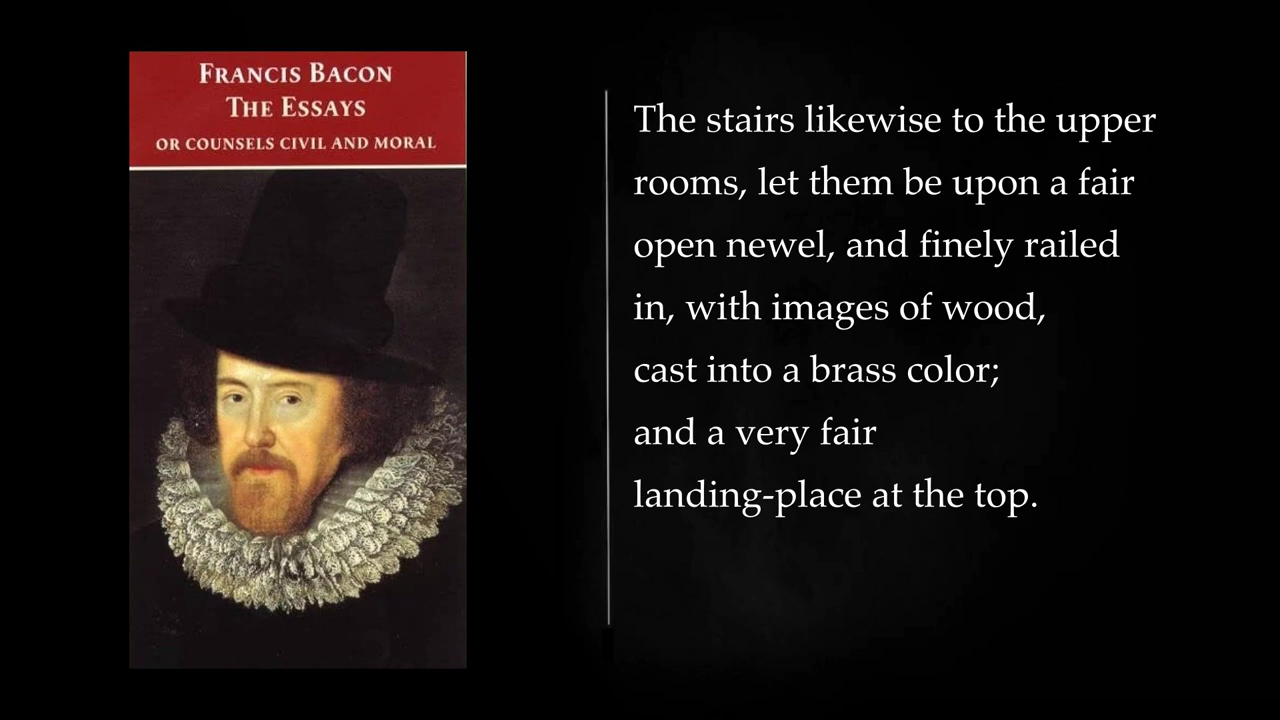 FRANCIS BACON
THE ESSAYS
OR COUNSELS CIVIL AND MORAL
The stairs likewise to the upper
rooms, let them be upon a fair
open newel, and finely railed
in, with images of wood,
cast into a brass color;
and a very fair
landing-place at the top.